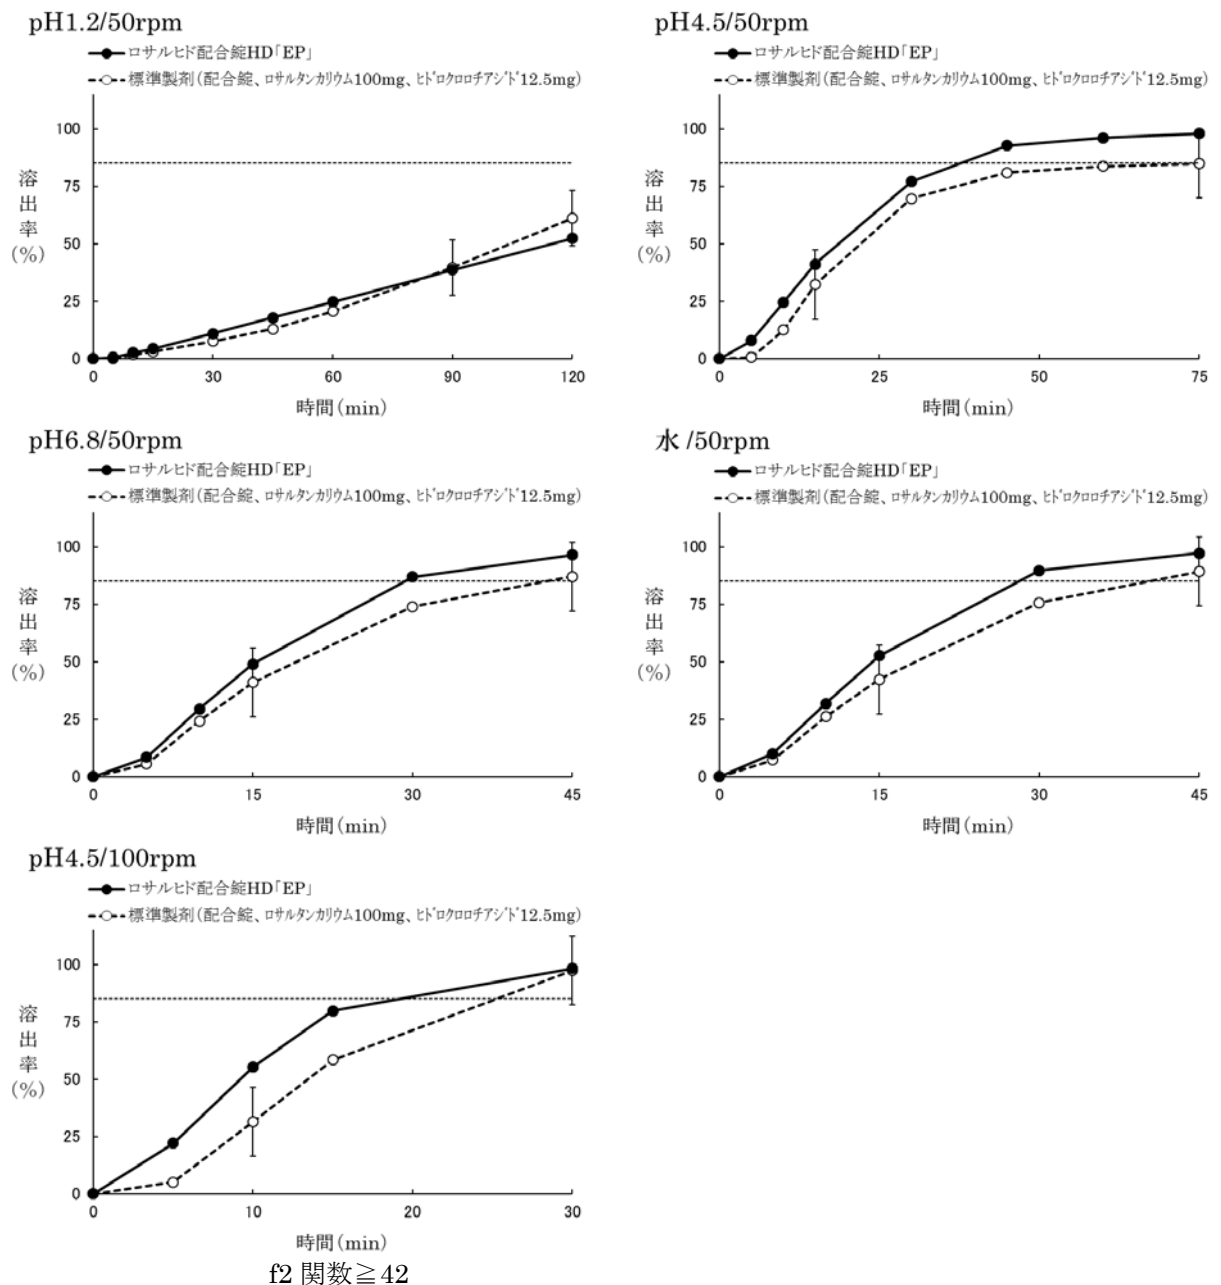 pH1.2/50rpm
ロサルヒド配合錠HD「EP」
標準製剤(配合錠、ロサルタンカリウム100mg、ヒドロクロロチアジド12.5mg)
100
75
50
25
0
溶出率(%)
0 30 60 90 120
時間(min)
pH4.5/50rpm
ロサルヒド配合錠HD「EP」
標準製剤(配合錠、ロサルタンカリウム100mg、ヒドロクロロチアジド12.5mg)
100
75
50
25
0
溶出率(%)
0 25 50 75
時間(min)
pH6.8/50rpm
ロサルヒド配合錠HD「EP」
標準製剤(配合錠、ロサルタンカリウム100mg、ヒドロクロロチアジド12.5mg)
100
75
50
25
0
溶出率(%)
0 15 30 45
時間(min)
水 /50rpm
ロサルヒド配合錠HD「EP」
標準製剤(配合錠、ロサルタンカリウム100mg、ヒドロクロロチアジド12.5mg)
100
75
50
25
0
溶出率(%)
0 15 30 45
時間(min)
pH4.5/100rpm
ロサルヒド配合錠HD「EP」
標準製剤(配合錠、ロサルタンカリウム100mg、ヒドロクロロチアジド12.5mg)
100
75
50
25
0
溶出率(%)
0 10 20 30
時間(min)
f2 関数≧42